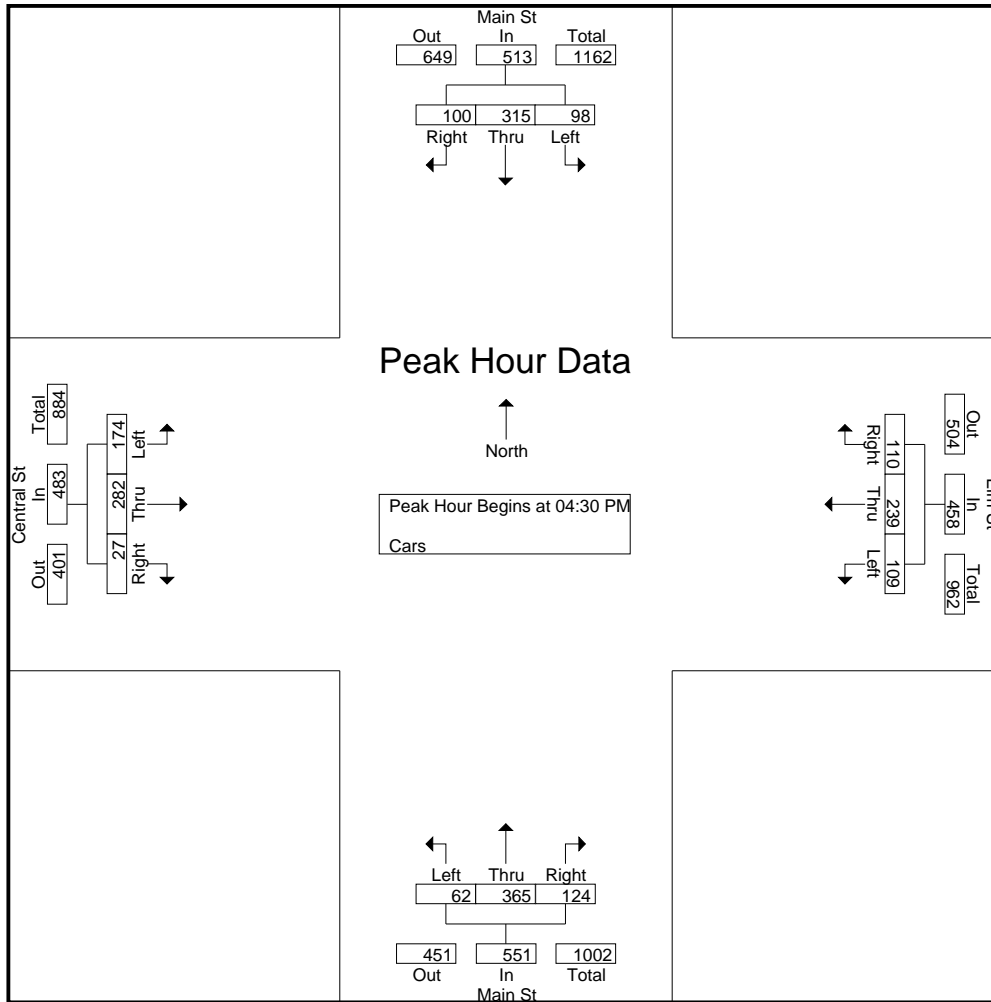 Main St
Out In Total
649 513 1162
100 315 98
Right Thru Left
Peak Hour Data
North
Peak Hour Begins at 04:30 PM
Cars
Central St
Total In Out
884 483 401
174 282 27
Left Thru Right
Right Thru Left
110 239 109
Out In Total
504 458 962
Left Thru Right
62 365 124
451 551 1002
Out In Total
Main St